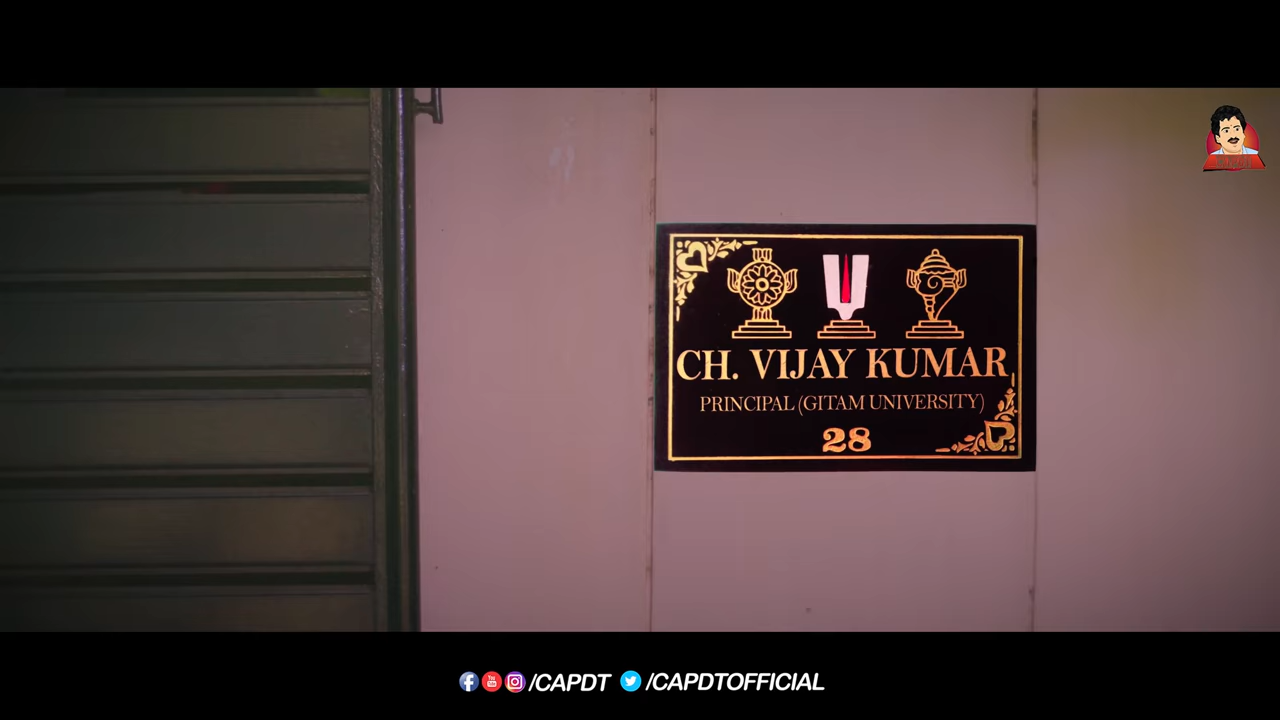 CH. VIJAY KUMAR
PRINCIPAL (GITAM UNIVERSITY)
28
/CAPDT /CAPDTOFFICIAL